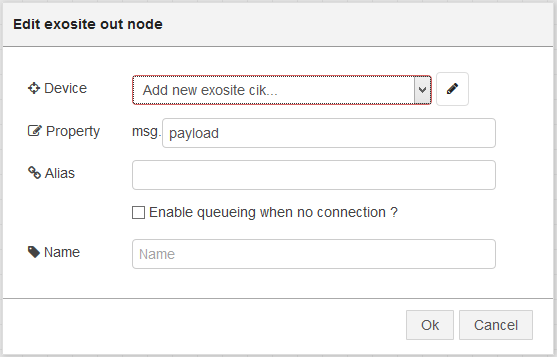 Edit exosite out node
Device Add new exosite cik...
Property msg. payload
Alias
Enable queueing when no connection ?
Name Name
Ok Cancel